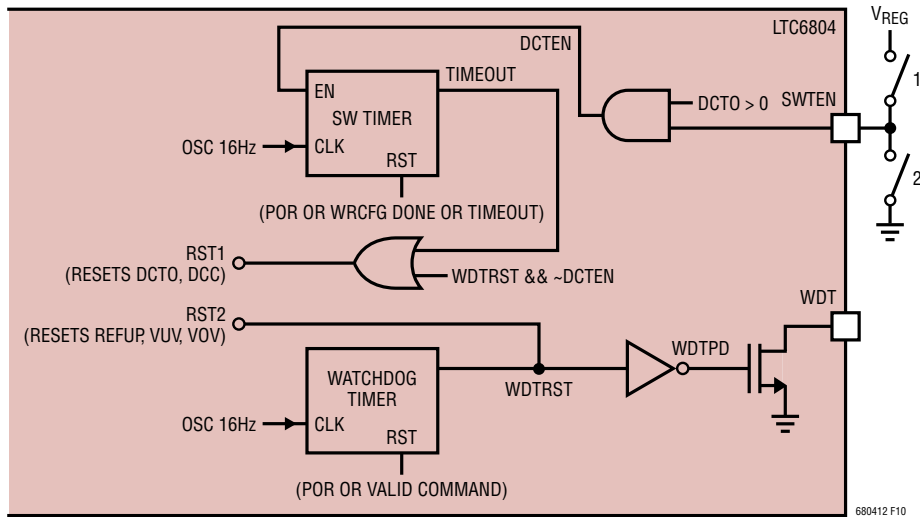 LTC6804
VREG
DCTEN
TIMEOUT
EN
SW TIMER
DCTO > 0
SWTEN
1
OSC 16Hz
CLK
RST
2
(POR OR WRCFG DONE OR TIMEOUT)
RST1
(RESETS DCTO, DCC)
WDTRST && ~DCTEN
RST2
(RESETS REFUP, VUV, VOV)
WDT
WDTPD
WATCHDOG
TIMER
WDTRST
OSC 16Hz
CLK
RST
(POR OR VALID COMMAND)
680412 F10